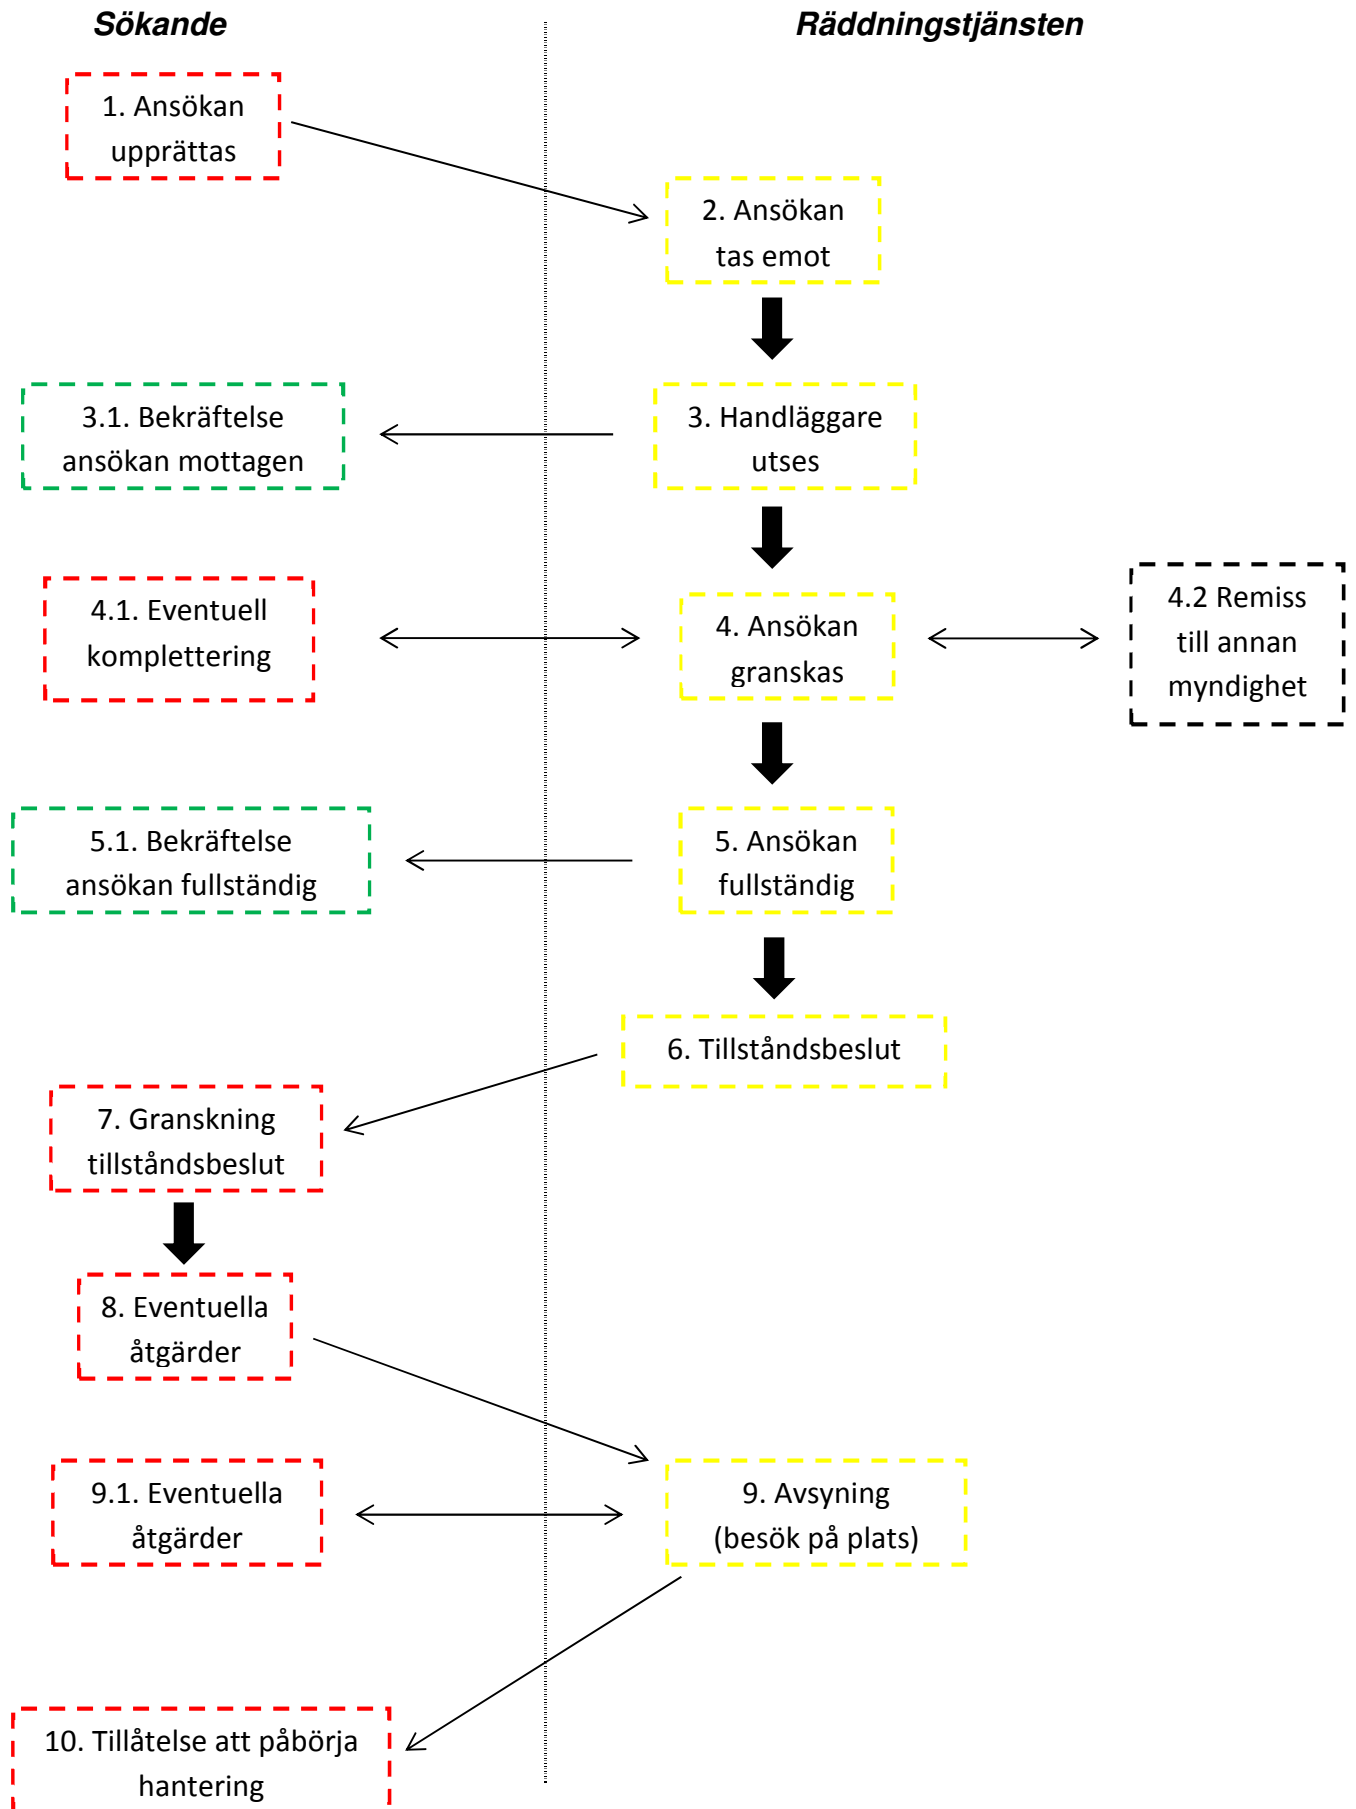 Sökande
Räddningstjänsten
1. Ansökan
upprättas
2. Ansökan
tas emot
3.1. Bekräftelse
ansökan mottagen
3. Handläggare
utses
4.1. Eventuell
komplettering
4. Ansökan
granskas
4.2 Remiss
till annan
myndighet
5.1. Bekräftelse
ansökan fullständig
5. Ansökan
fullständig
6. Tillståndsbeslut
7. Granskning
tillståndsbeslut
8. Eventuella
åtgärder
9.1. Eventuella
åtgärder
9. Avsyning
(besök på plats)
10. Tillåtelse att påbörja
hantering